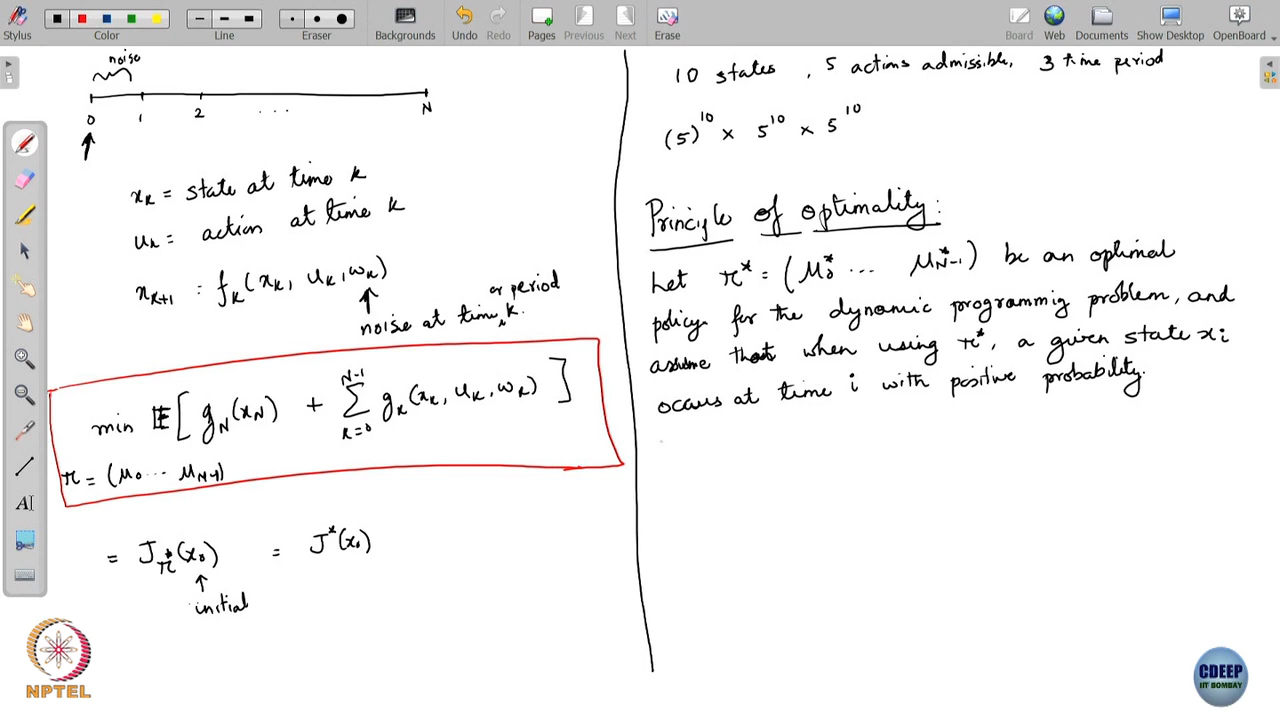 Stylus
Color
Line
Eraser
Backgrounds
Undo
Redo
Pages
Previous
Next
Erase
Board
Web
Documents
Show Desktop
OpenBoard
noise
0 1 2 ... N
x_k = state at time k
u_k = action at time k
x_{k+1} = f_k(x_k, u_k, w_k)
noise at time or period k.
min E[ g_N(x_N) + Σ_{k=0}^{N-1} g_k(x_k, u_k, w_k) ]
π = (μ_0 ... μ_{N-1})
= J_{π*}(x_0) = J*(x_0)
initial
10 states, 5 actions admissible, 3 time period
(5)^10 × 5^10 × 5^10
Principle of optimality:
Let π* = (μ_0* ... μ_{N-1}*) be an optimal
policy for the dynamic programmig problem, and
assume that when using π*, a given state x_i
occurs at time i with positive probability.
NPTEL
CDEEP
IIT BOMBAY